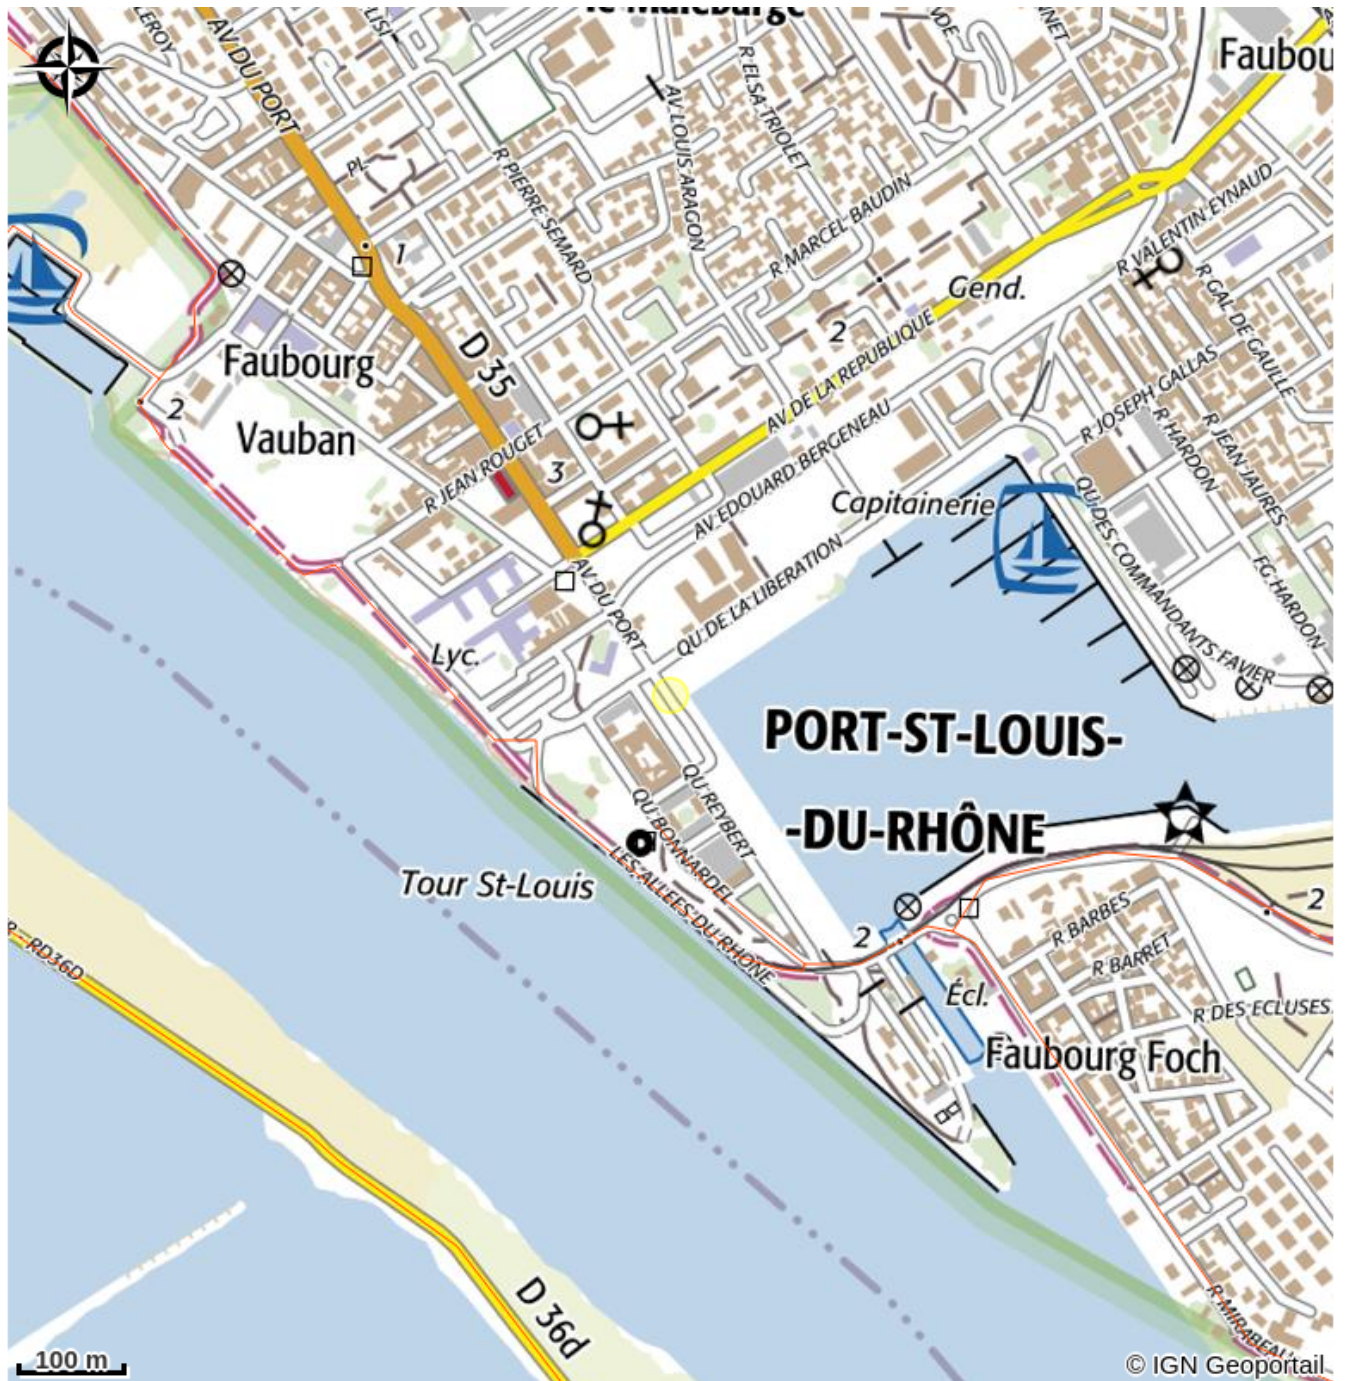 AV DU PORT
R ELSA TRIOLET
Faubou
AV LOUIS ARAGON
PL
R PIERRE SEMARD
R MARCEL BAUDIN
R VALENTIN EYNAUD
1
Gend.
R GAL DE GAULLE
2
D 35
Faubourg
Vauban
2
AV DE LA REPUBLIQUE
R JOSEPH GALLAS
R HARDON
R JEAN JAURES
R JEAN ROUGET
3
AV EDOUARD BERGENEAU
Capitainerie
QU DES COMMANDANTS FAVIER
FG HARDON
AV DU PORT
QU DE LA LIBERATION
Lyc.
PORT-ST-LOUIS-
-DU-RHÔNE
QU REYBERT
QU BONNARDEL
LES ALLEES DU RHONE
Tour St-Louis
2
R BARBES
2
R BARRET
RD36D
Écl.
R DES ECLUSES
Faubourg Foch
D 36d
R MIRABEAU
100 m
© IGN Geoportail